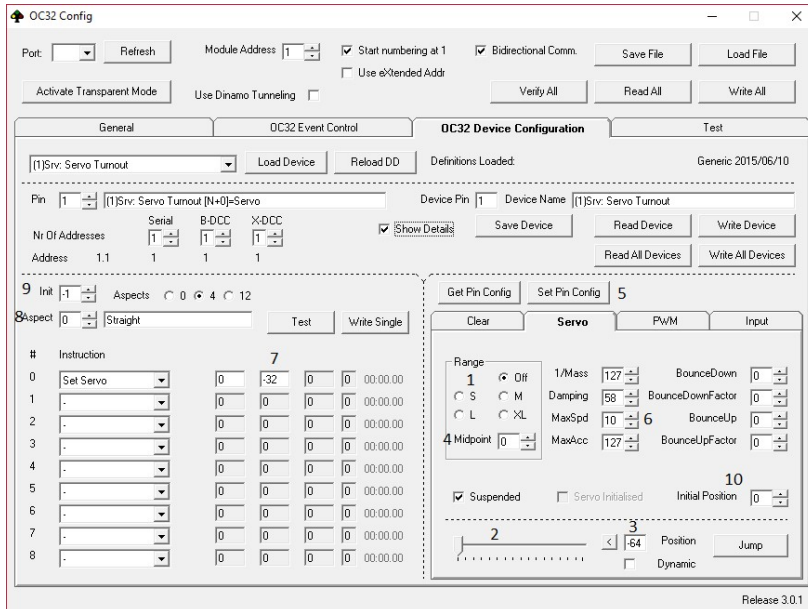 OC32 Config
Port: Refresh Module Address 1 Start numbering at 1 Bidirectional Comm. Save File Load File
Use eXtended Addr
Activate Transparent Mode Use Dinamo Tunneling Verify All Read All Write All
General OC32 Event Control OC32 Device Configuration Test
(1)Srv: Servo Turnout Load Device Reload DD Definitions Loaded: Generic 2015/06/10
Pin 1 (1)Srv: Servo Turnout [N+0]=Servo Device Pin 1 Device Name (1)Srv: Servo Turnout
Serial B-DCC X-DCC
Nr Of Addresses 1 1 1 Show Details Save Device Read Device Write Device
Address 1.1 1 1 1 Read All Devices Write All Devices
9 Init -1 Aspects 0 4 12 Get Pin Config Set Pin Config 5
8 Aspect 0 Straight Test Write Single Clear Servo PWM Input
# Instruction 7
0 Set Servo 0 -32 0 0 00:00.00
1 - 0 0 0 0 00:00.00
2 - 0 0 0 0 00:00.00
3 - 0 0 0 0 00:00.00
4 - 0 0 0 0 00:00.00
5 - 0 0 0 0 00:00.00
6 - 0 0 0 0 00:00.00
7 - 0 0 0 0 00:00.00
8 - 0 0 0 0 00:00.00
Range
1 Off 1/Mass 127 BounceDown 0
S M Damping 58 BounceDownFactor 0
L XL MaxSpd 10 6 BounceUp 0
4 Midpoint 0 MaxAcc 127 BounceUpFactor 0
10
Suspended Servo Initialised Initial Position 0
2 3
< -64 Position Jump
Dynamic
Release 3.0.1